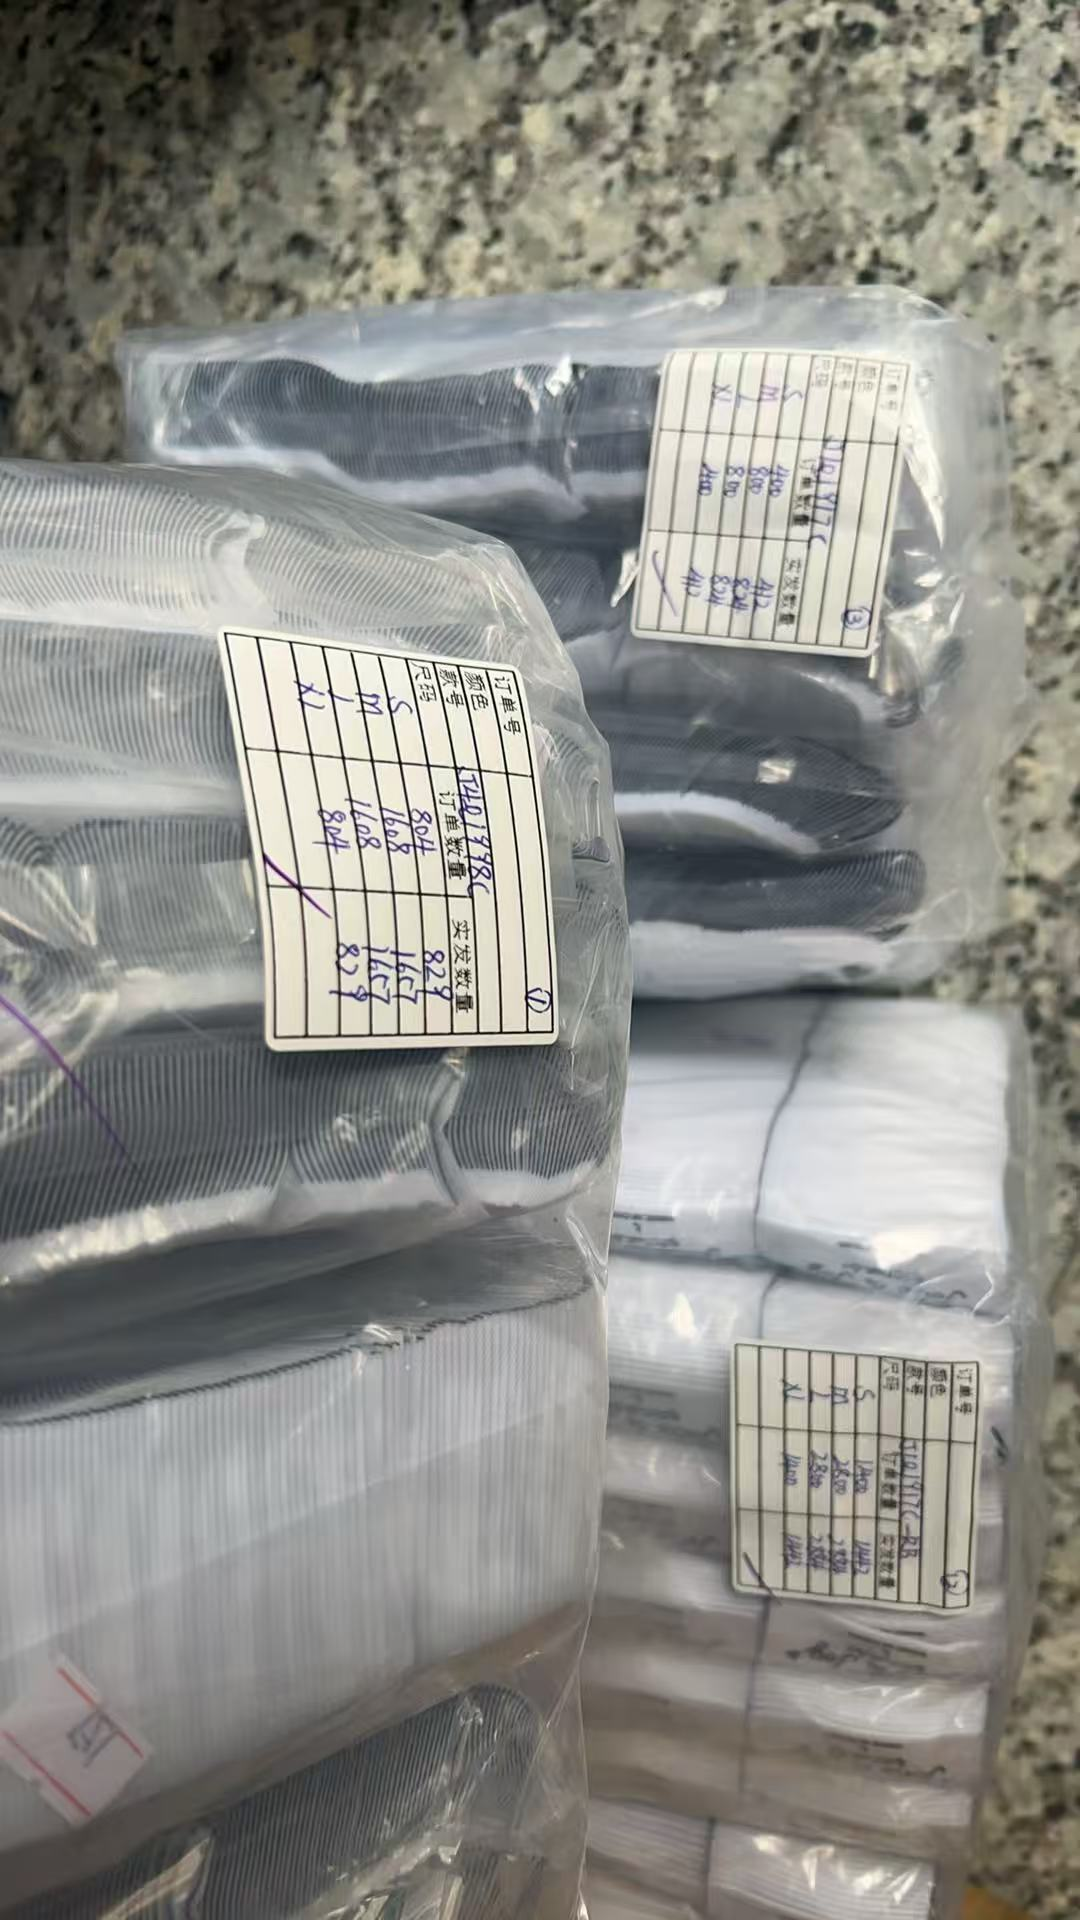 ③
订单号
颜色
款号
尺码 订单数量 实发数量
S 400 412
M 800 824
L 800 824
XL 400 412
①
订单号
颜色
款号
尺码 订单数量 实发数量
S 804 829
M 1608 1657
L 1608 1657
XL 804 829
②
订单号
颜色
款号
尺码 订单数量 实发数量
S 1400 1442
M 2800 2884
L 2800 2884
XL 1400 1442